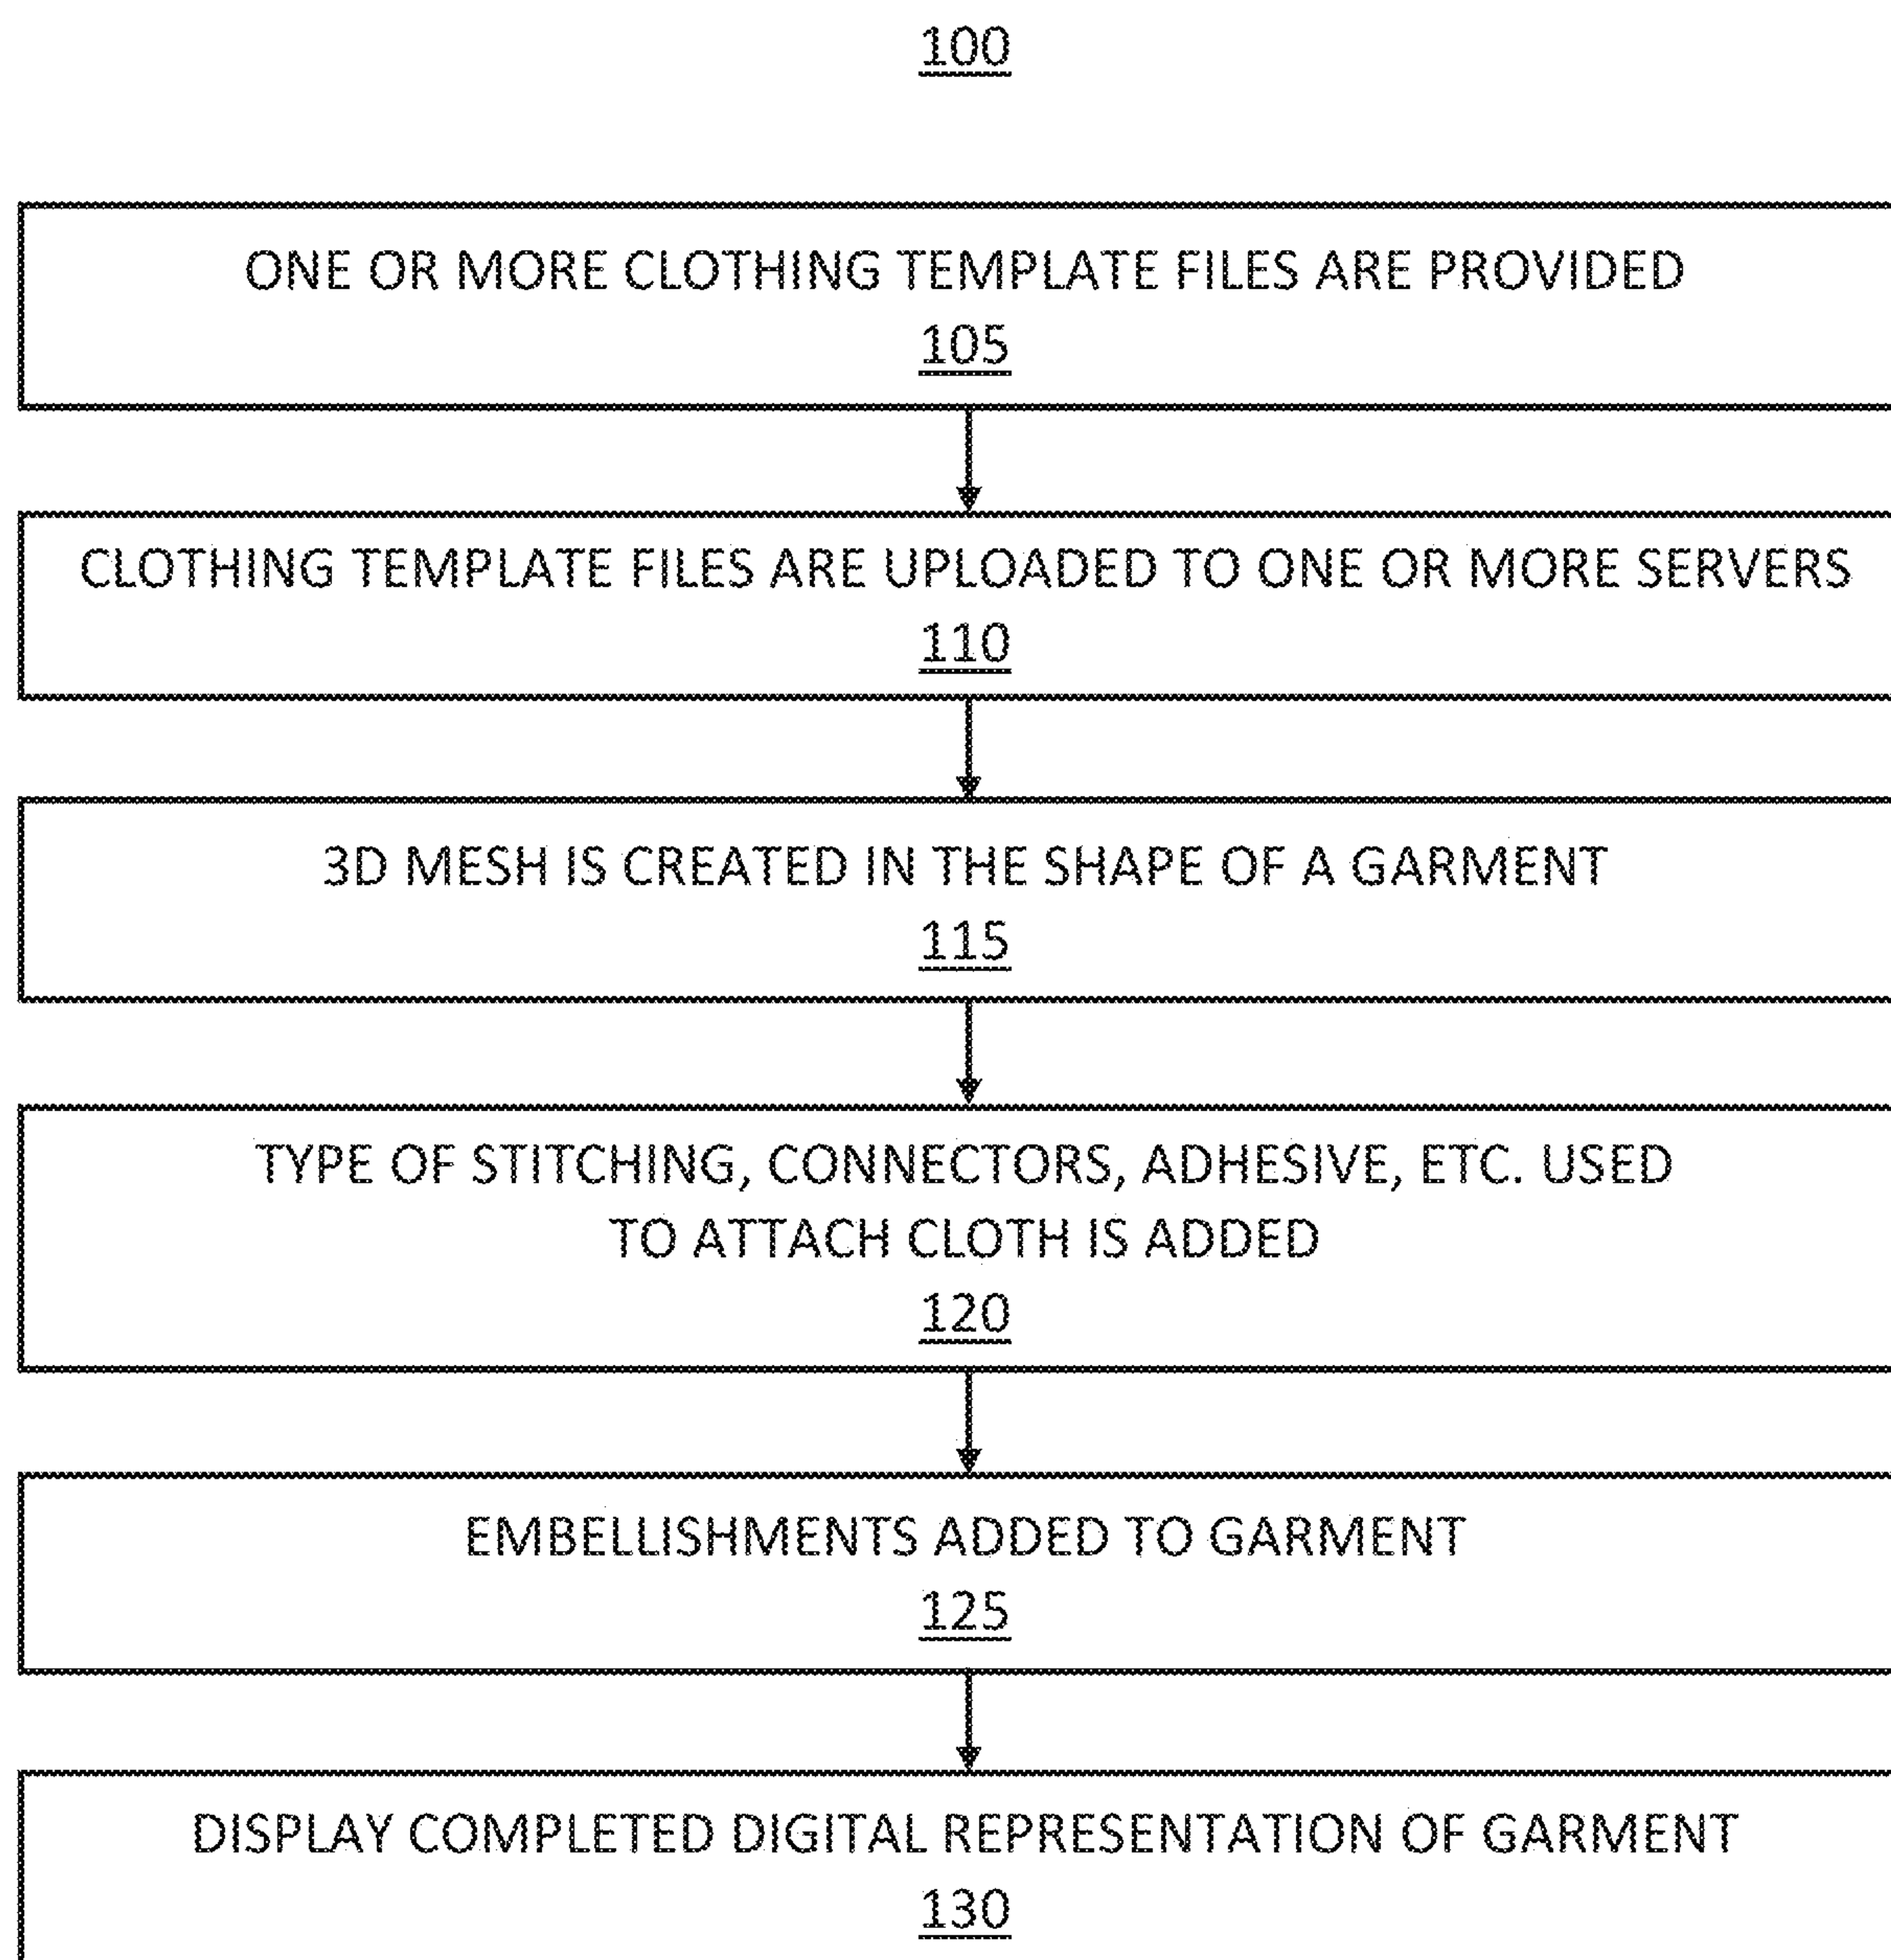 100
ONE OR MORE CLOTHING TEMPLATE FILES ARE PROVIDED
105
CLOTHING TEMPLATE FILES ARE UPLOADED TO ONE OR MORE SERVERS
110
3D MESH IS CREATED IN THE SHAPE OF A GARMENT
115
TYPE OF STITCHING, CONNECTORS, ADHESIVE, ETC. USED
TO ATTACH CLOTH IS ADDED
120
EMBELLISHMENTS ADDED TO GARMENT
125
DISPLAY COMPLETED DIGITAL REPRESENTATION OF GARMENT
130